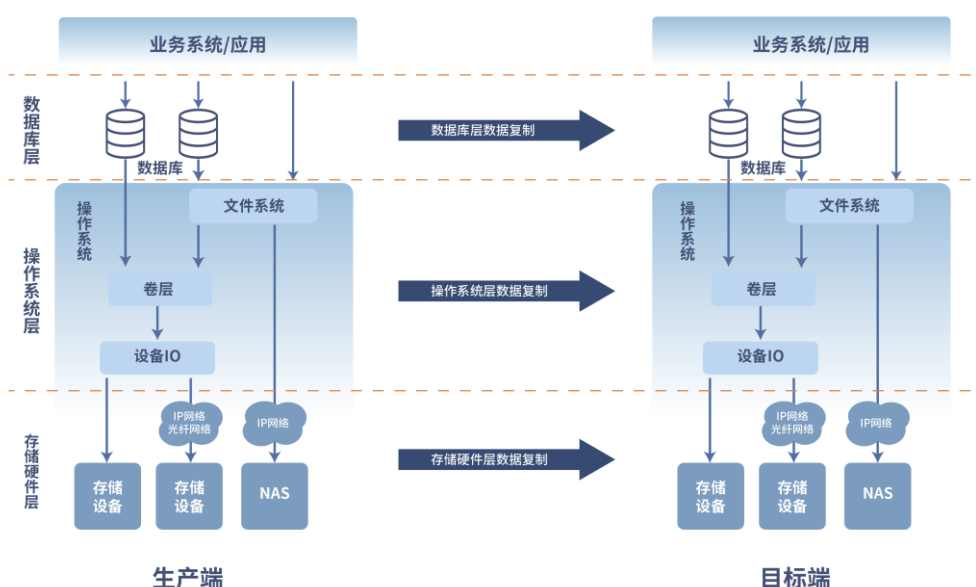 业务系统/应用
业务系统/应用
数据库层
数据库层数据复制
数据库
数据库
操作系统层
操作系统
文件系统
操作系统
文件系统
卷层
操作系统层数据复制
卷层
设备IO
设备IO
存储硬件层
IP网络
光纤网络
IP网络
IP网络
光纤网络
IP网络
存储硬件层数据复制
存储
设备
存储
设备
NAS
存储
设备
存储
设备
NAS
生产端
目标端